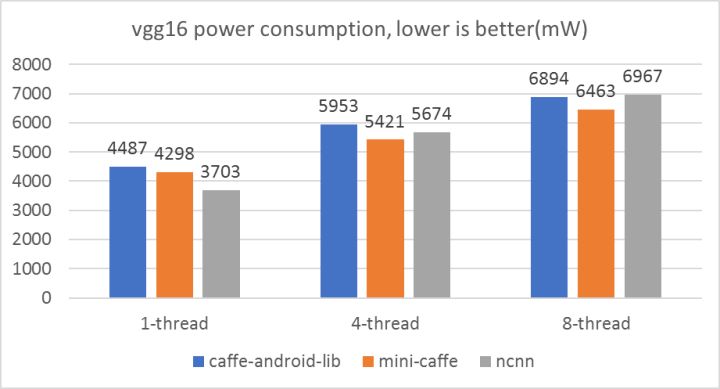 vgg16 power consumption, lower is better(mW)
8000
7000
6000
5000
4000
3000
2000
1000
0
4487 4298 3703
5953 5421 5674
6894 6463 6967
1-thread 4-thread 8-thread
caffe-android-lib mini-caffe ncnn